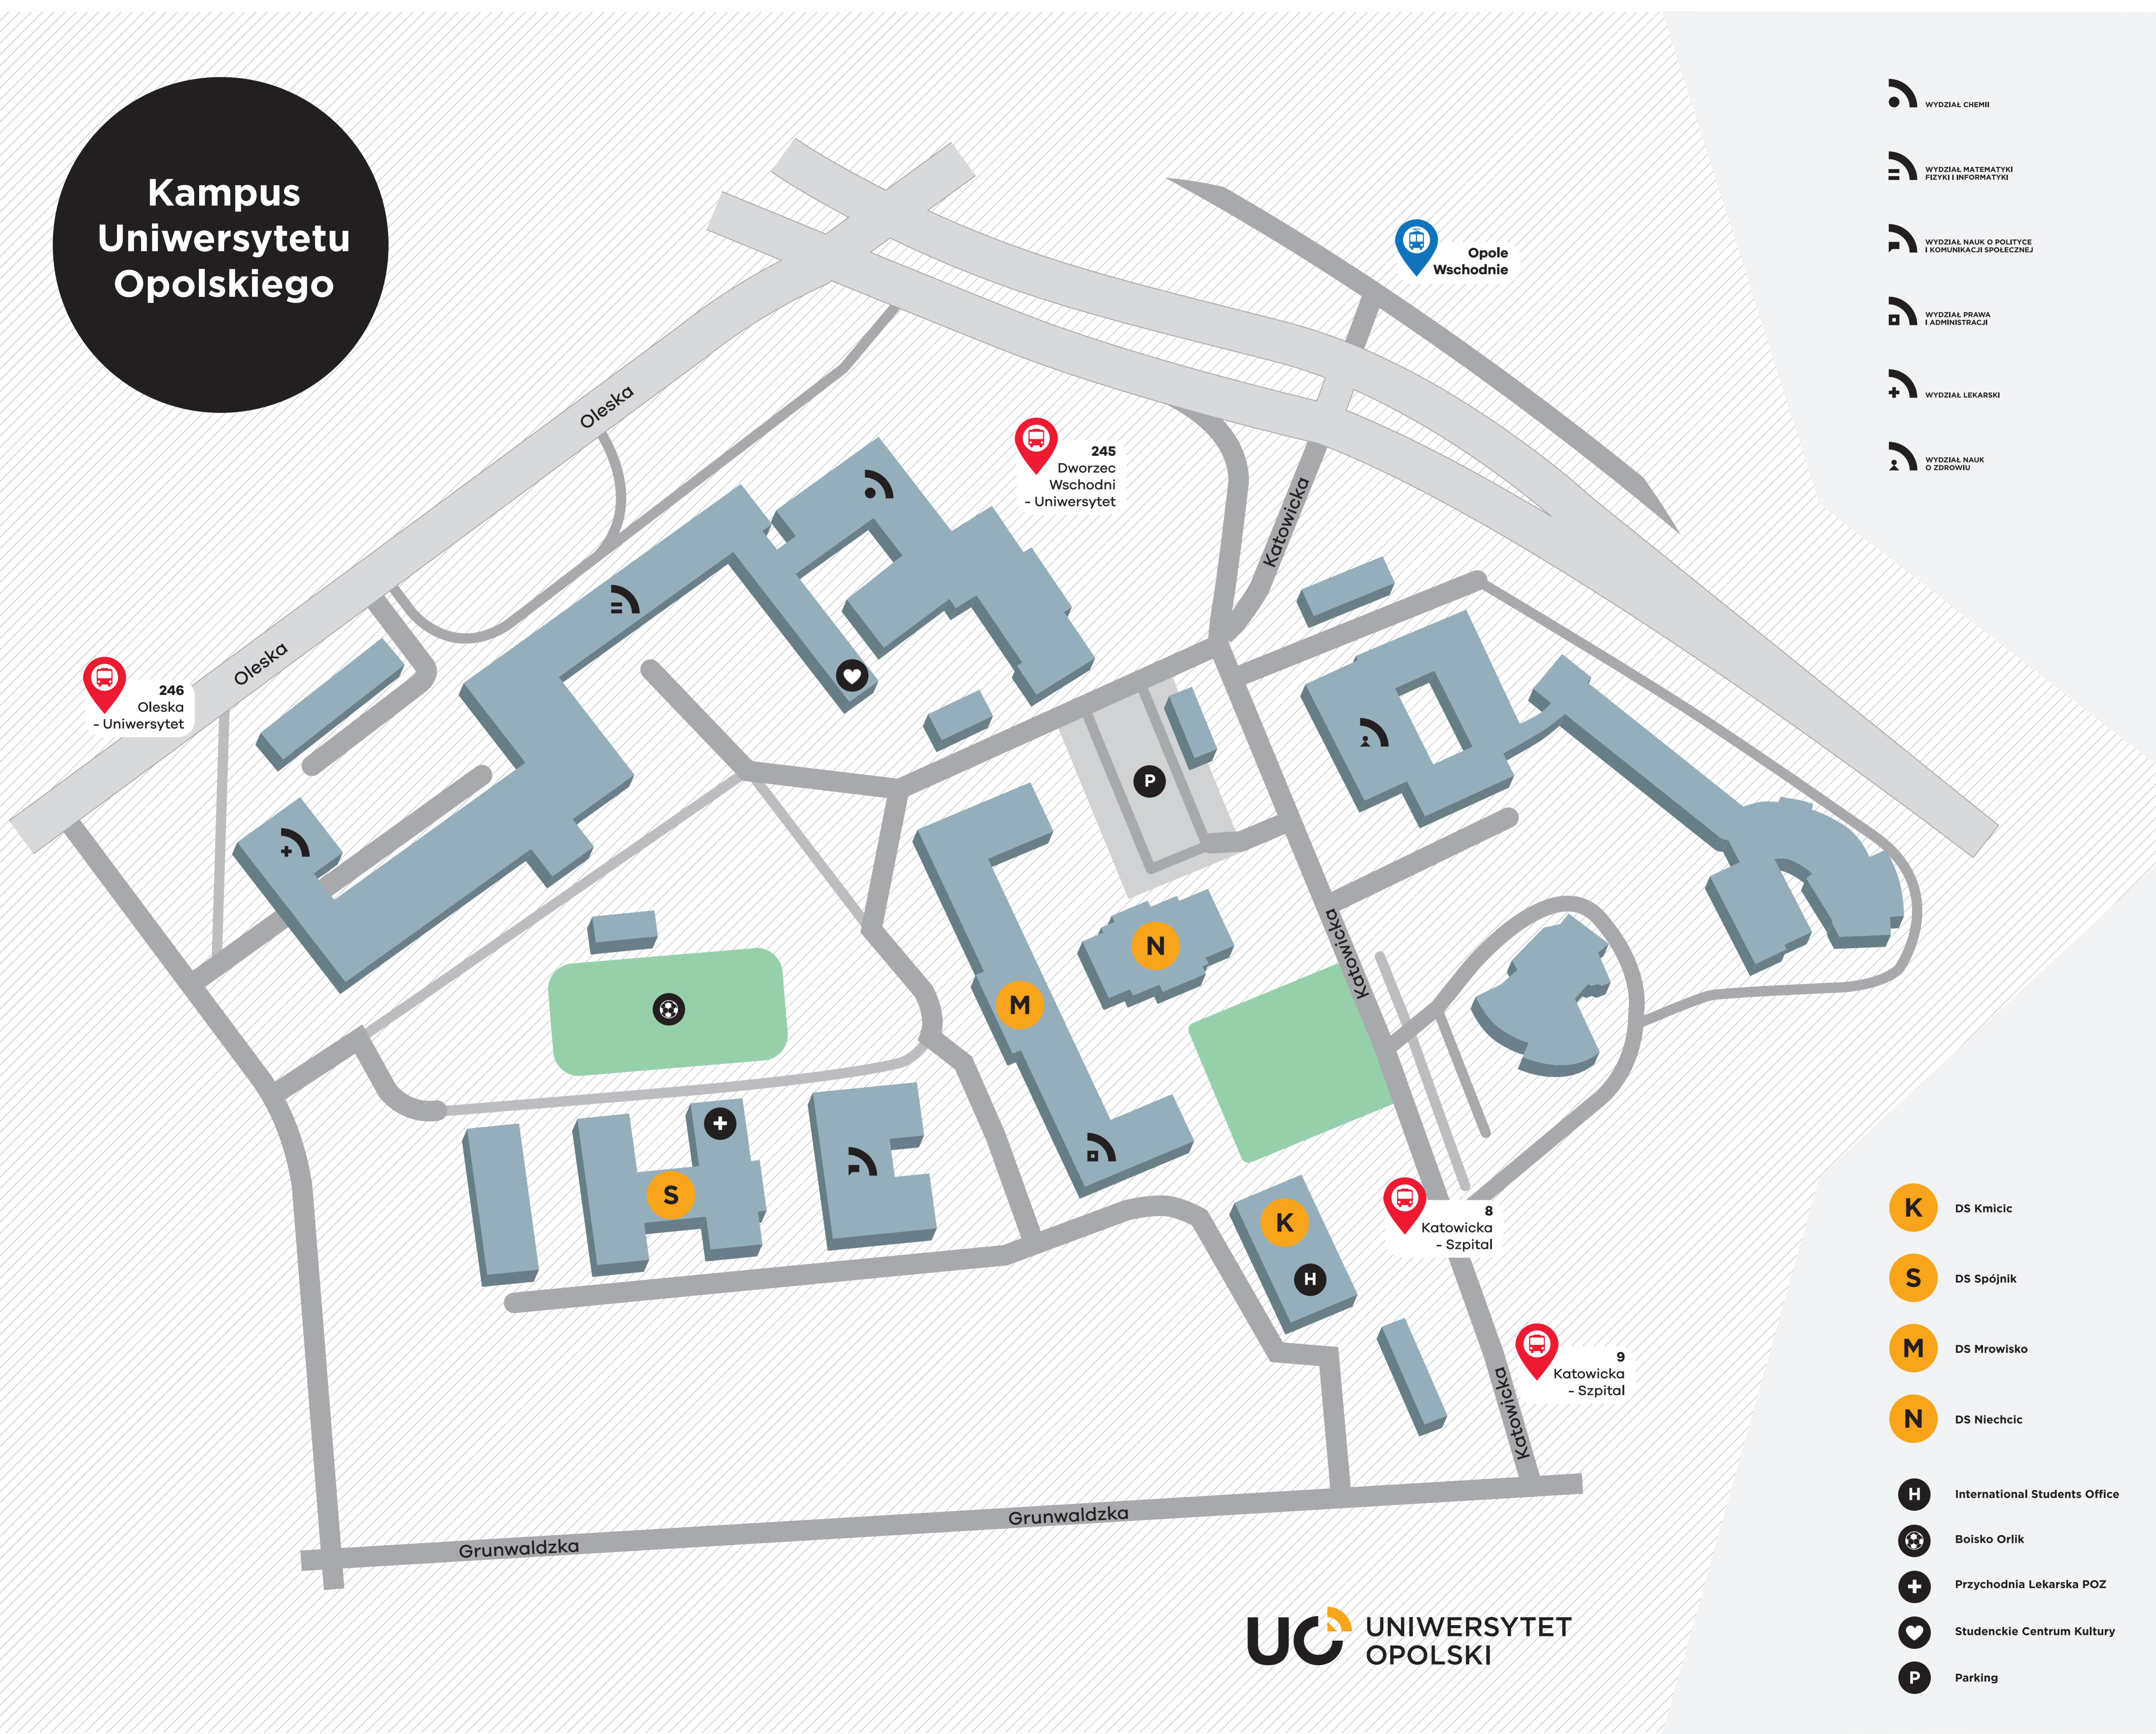 Kampus
Uniwersytetu
Opolskiego
WYDZIAŁ CHEMII
WYDZIAŁ MATEMATYKI
FIZYKI I INFORMATYKI
WYDZIAŁ NAUK O POLITYCE
I KOMUNIKACJI SPOŁECZNEJ
WYDZIAŁ PRAWA
I ADMINISTRACJI
WYDZIAŁ LEKARSKI
WYDZIAŁ NAUK
O ZDROWIU
Opole
Wschodnie
Oleska
245
Dworzec
Wschodni
- Uniwersytet
Katowicka
Oleska
246
Oleska
- Uniwersytet
P
N
Katowicka
M
S
K
8
Katowicka
- Szpital
H
9
Katowicka
- Szpital
Katowicka
Grunwaldzka
Grunwaldzka
K DS Kmicic
S DS Spójnik
M DS Mrowisko
N DS Niechcic
H International Students Office
Boisko Orlik
Przychodnia Lekarska POZ
Studenckie Centrum Kultury
P Parking
UO UNIWERSYTET
OPOLSKI